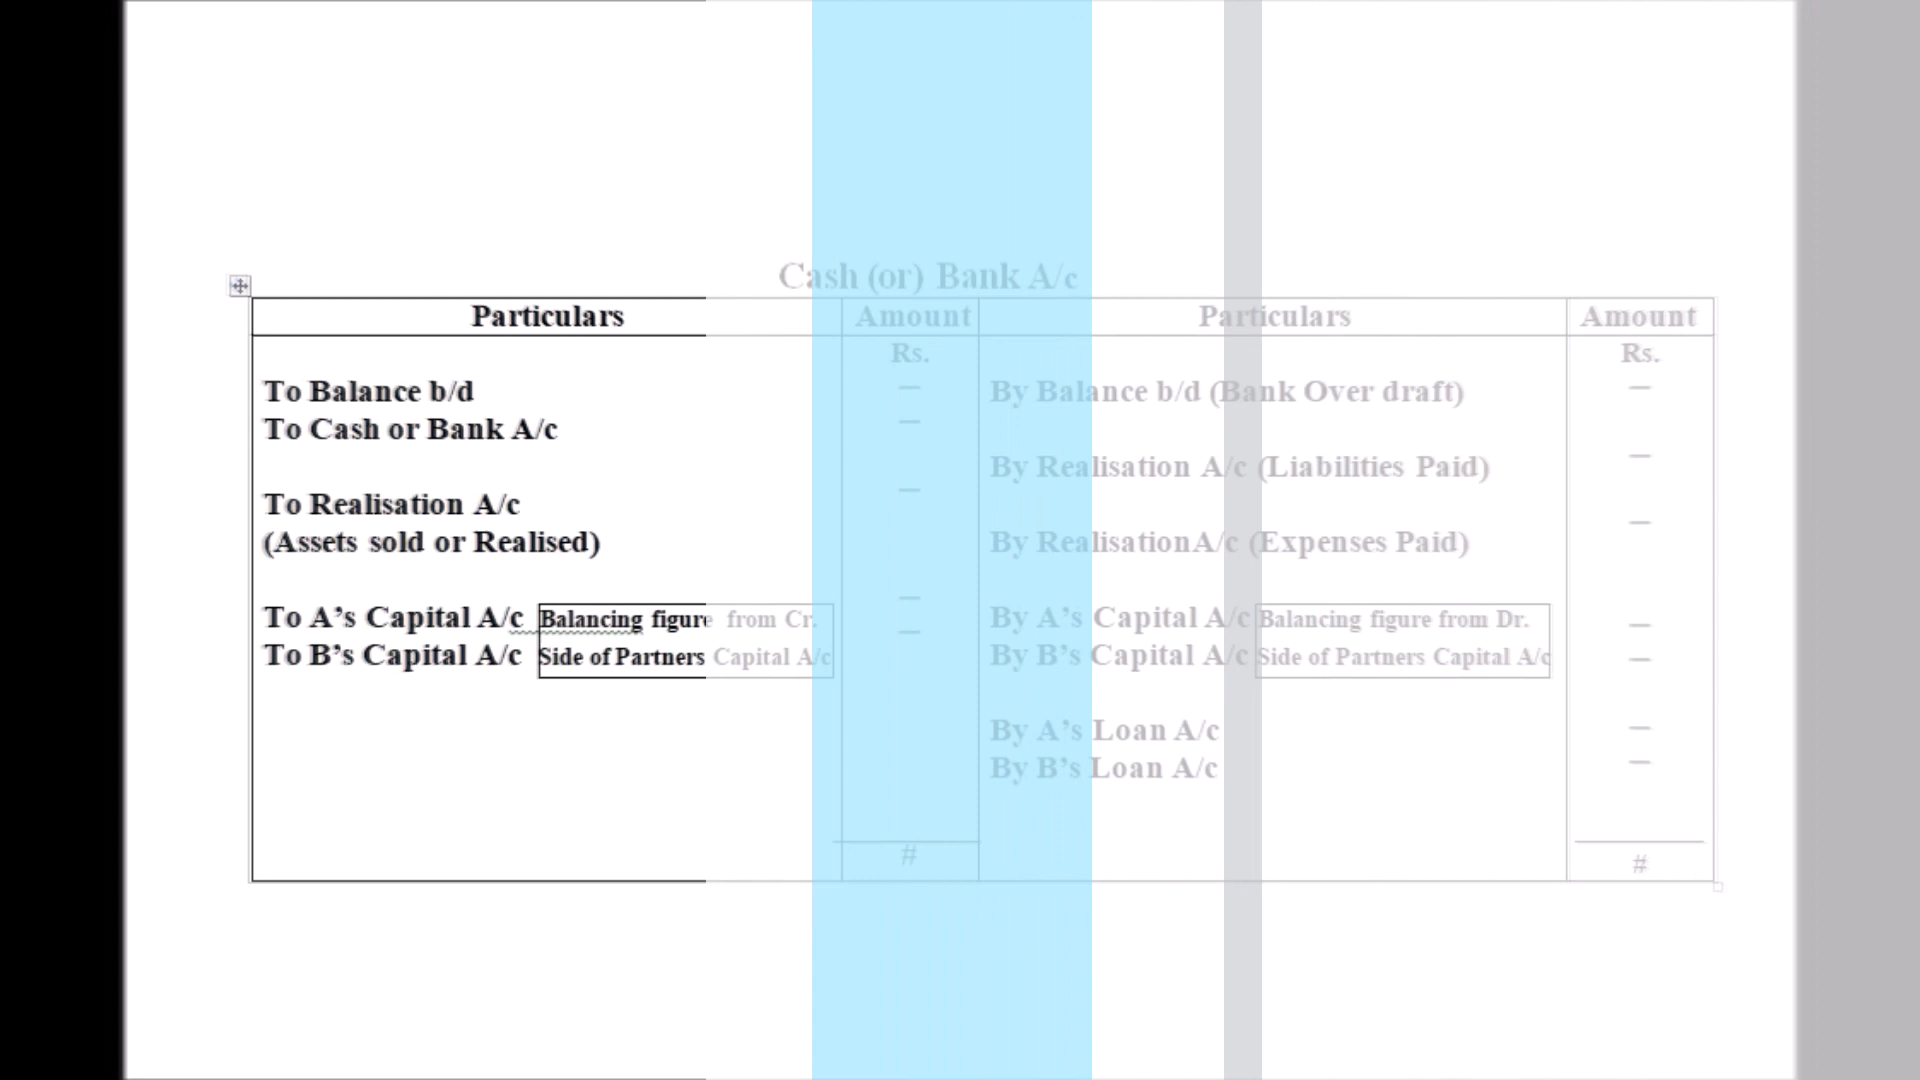 Cash (or) Bank A/c
Particulars Amount Particulars Amount
Rs. Rs.
To Balance b/d — By Balance b/d (Bank Over draft) —
To Cash or Bank A/c —
By Realisation A/c (Liabilities Paid) —
To Realisation A/c —
(Assets sold or Realised) By RealisationA/c (Expenses Paid) —
To A’s Capital A/c Balancing figure from Cr. — By A’s Capital A/c Balancing figure from Dr. —
To B’s Capital A/c Side of Partners Capital A/c — By B’s Capital A/c Side of Partners Capital A/c —
By A’s Loan A/c —
By B’s Loan A/c —
# #